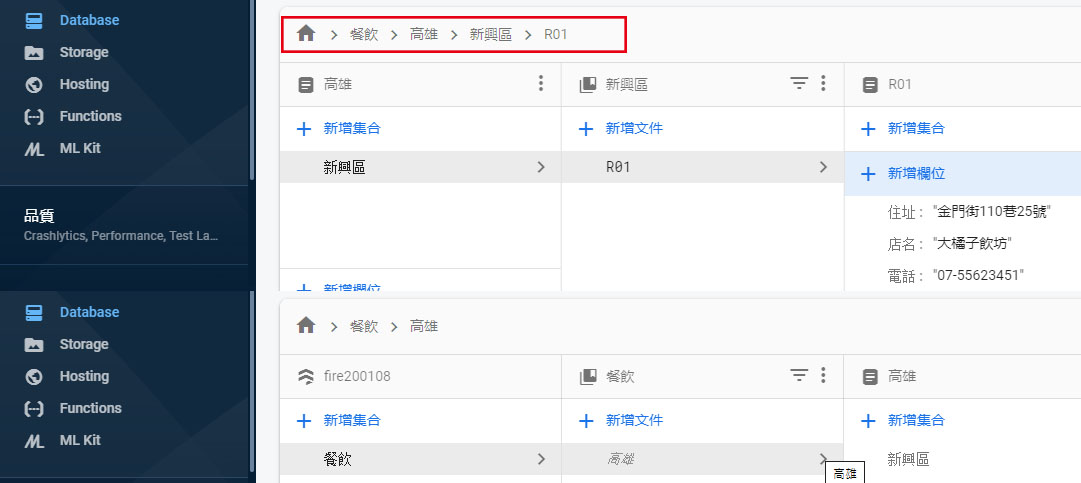 Database
Storage
Hosting
Functions
ML Kit
品質
Crashlytics, Performance, Test La...
餐飲 > 高雄 > 新興區 > R01
高雄 新興區 R01
+ 新增集合 + 新增文件 + 新增集合
新興區 > R01 > + 新增欄位
住址： "金門街110巷25號"
店名： "大橘子飲坊"
電話： "07-55623451"
+ 新增欄位
Database
Storage
Hosting
Functions
ML Kit
餐飲 > 高雄
fire200108 餐飲 高雄
+ 新增集合 + 新增文件 + 新增集合
餐飲 > 高雄 > 新興區
高雄